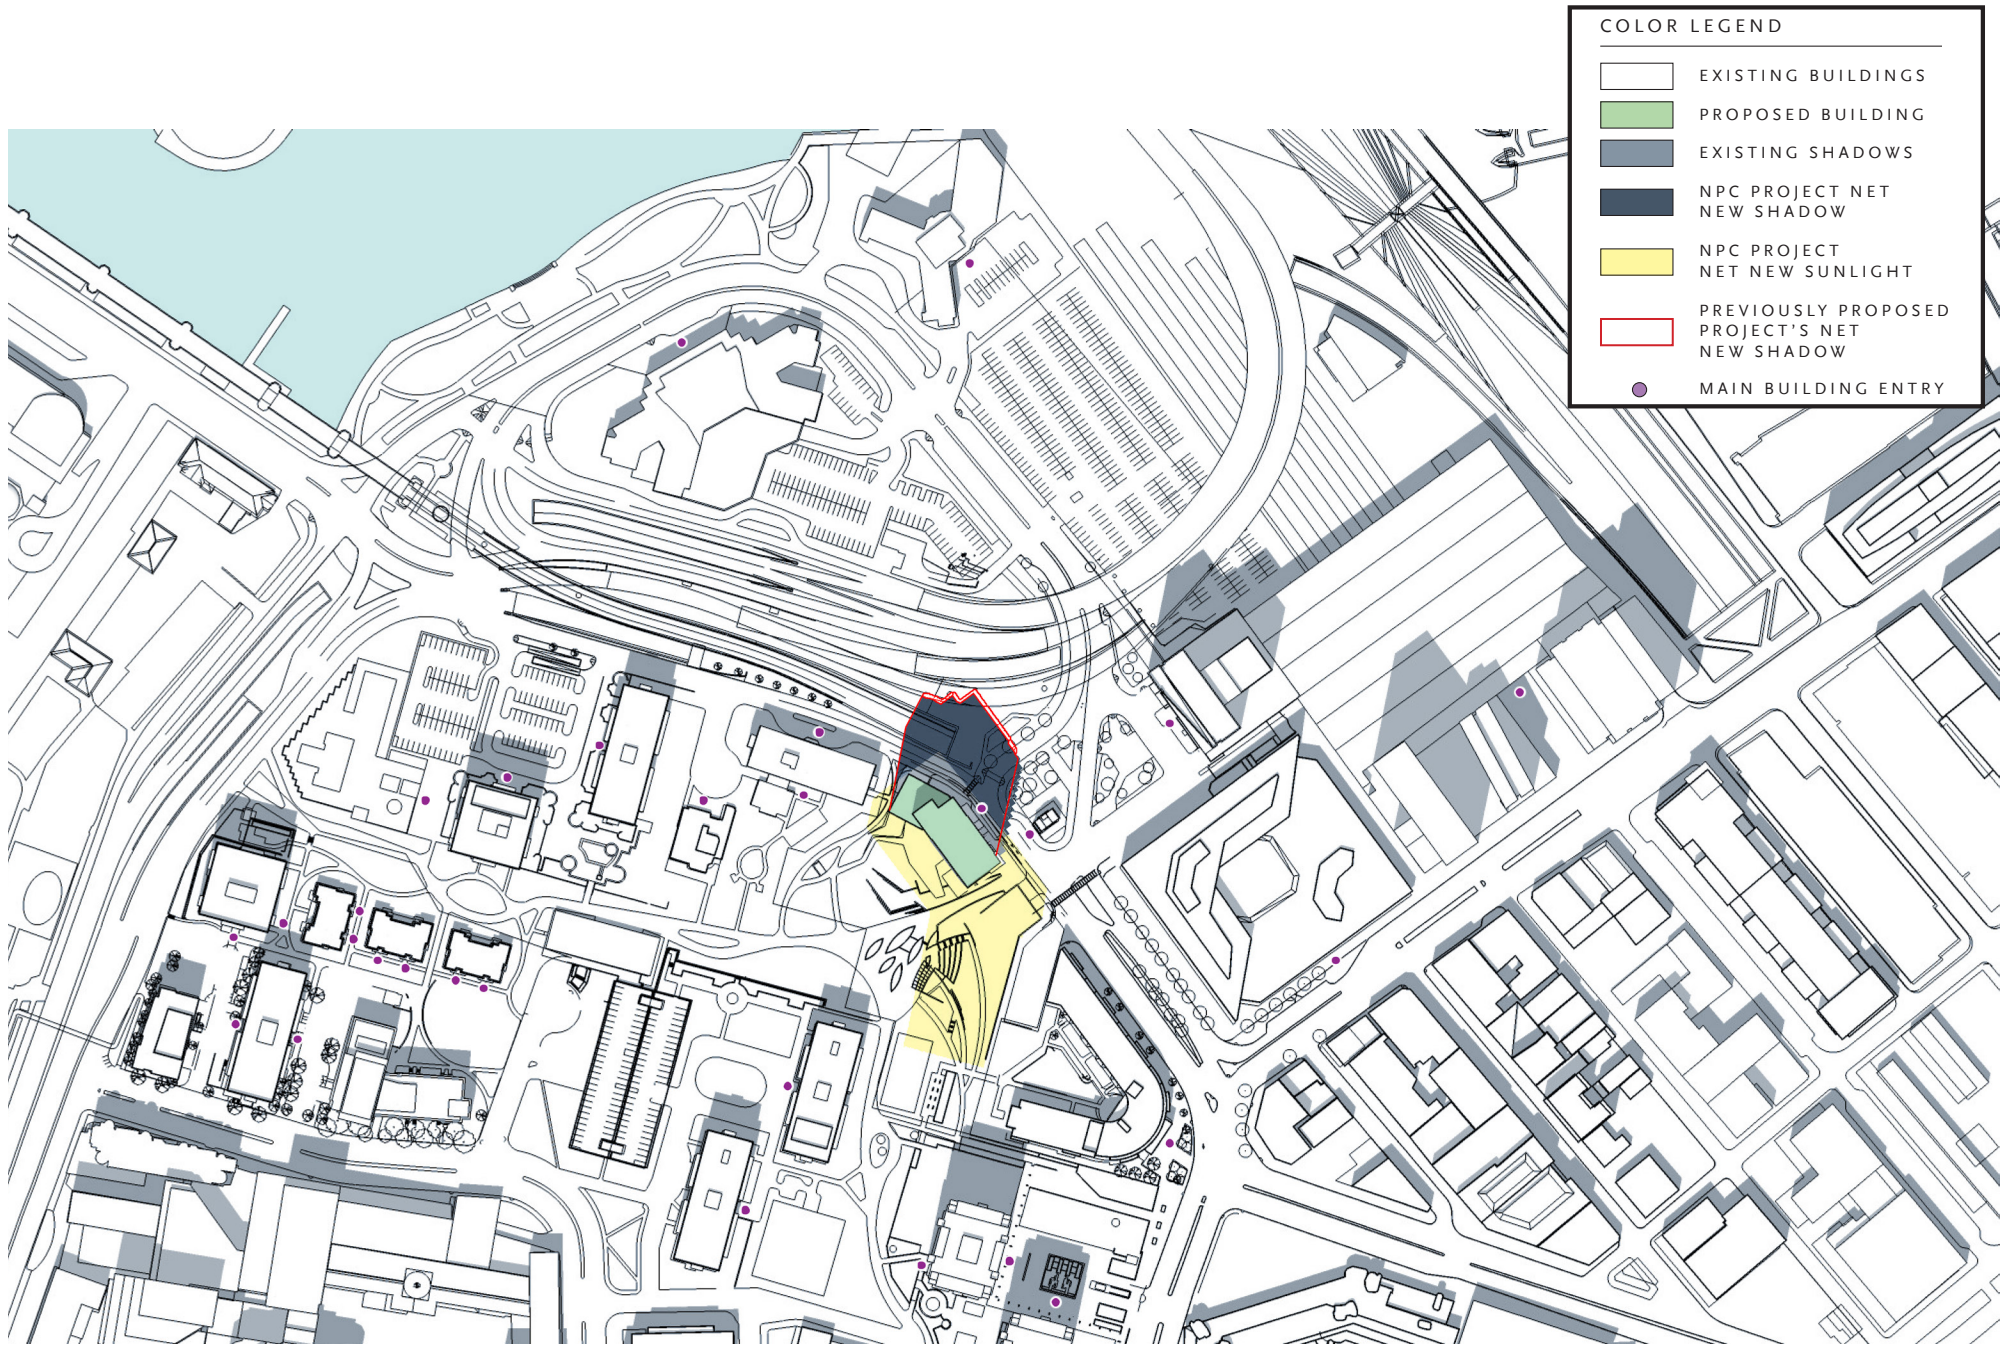 COLOR LEGEND
EXISTING BUILDINGS
PROPOSED BUILDING
EXISTING SHADOWS
NPC PROJECT NET
NEW SHADOW
NPC PROJECT
NET NEW SUNLIGHT
PREVIOUSLY PROPOSED
PROJECT'S NET
NEW SHADOW
MAIN BUILDING ENTRY